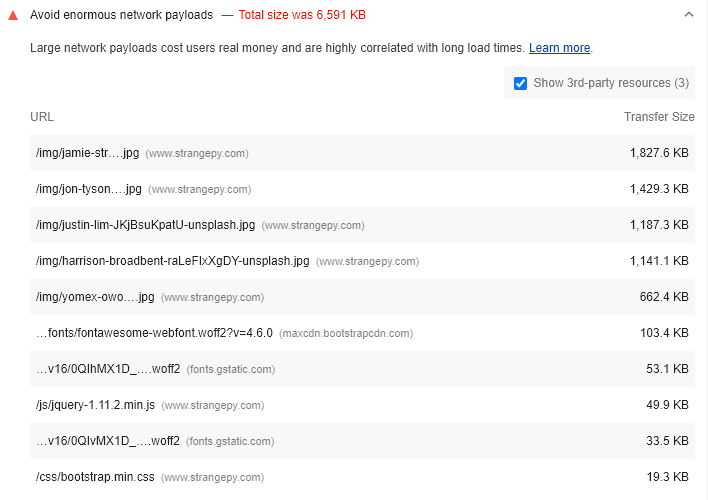 Avoid enormous network payloads — Total size was 6,591 KB
Large network payloads cost users real money and are highly correlated with long load times. Learn more.
Show 3rd-party resources (3)
URL Transfer Size
/img/jamie-str….jpg (www.strangepy.com) 1,827.6 KB
/img/jon-tyson….jpg (www.strangepy.com) 1,429.3 KB
/img/justin-lim-JKjBsuKpatU-unsplash.jpg (www.strangepy.com) 1,187.3 KB
/img/harrison-broadbent-raLeFIxXgDY-unsplash.jpg (www.strangepy.com) 1,141.1 KB
/img/yomex-owo….jpg (www.strangepy.com) 662.4 KB
…fonts/fontawesome-webfont.woff2?v=4.6.0 (maxcdn.bootstrapcdn.com) 103.4 KB
…v16/0QIhMX1D_….woff2 (fonts.gstatic.com) 53.1 KB
/js/jquery-1.11.2.min.js (www.strangepy.com) 49.9 KB
…v16/0QIvMX1D_….woff2 (fonts.gstatic.com) 33.5 KB
/css/bootstrap.min.css (www.strangepy.com) 19.3 KB